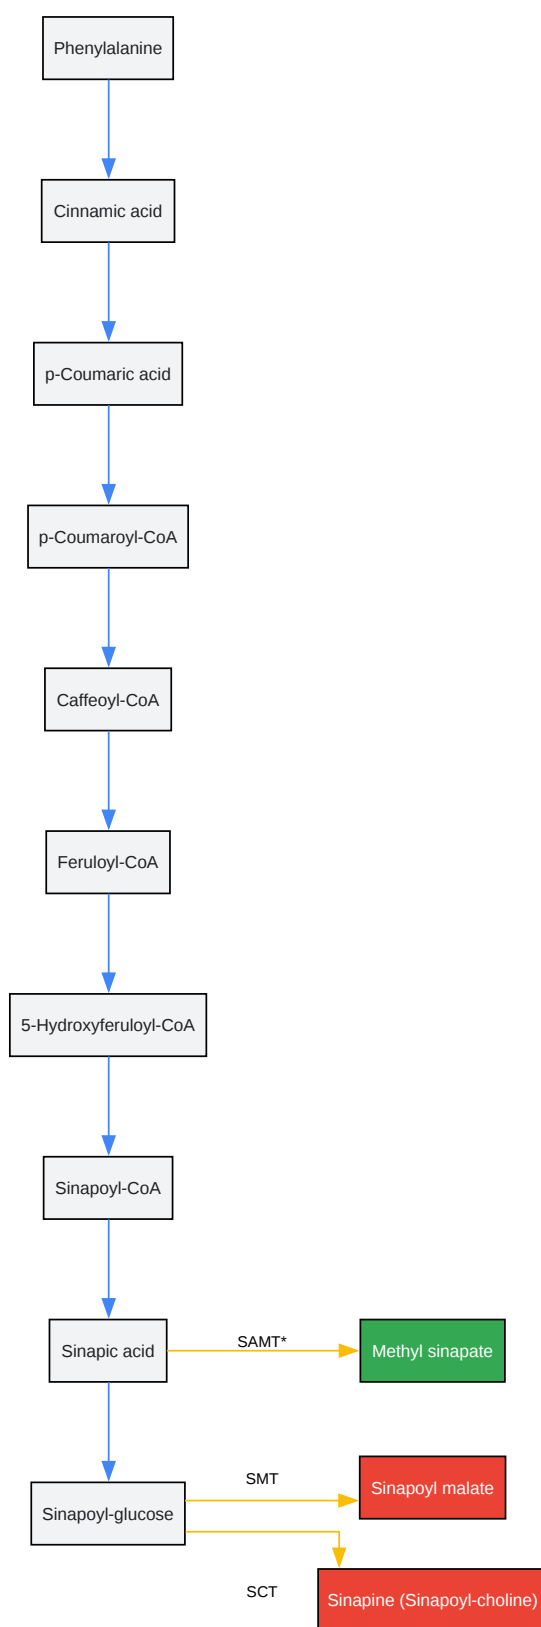 Phenylalanine
Cinnamic acid
p-Coumaric acid
p-Coumaroyl-CoA
Caffeoyl-CoA
Feruloyl-CoA
5-Hydroxyferuloyl-CoA
Sinapoyl-CoA
Sinapic acid
SAMT*
Methyl sinapate
Sinapoyl-glucose
SMT
Sinapoyl malate
SCT
Sinapine (Sinapoyl-choline)